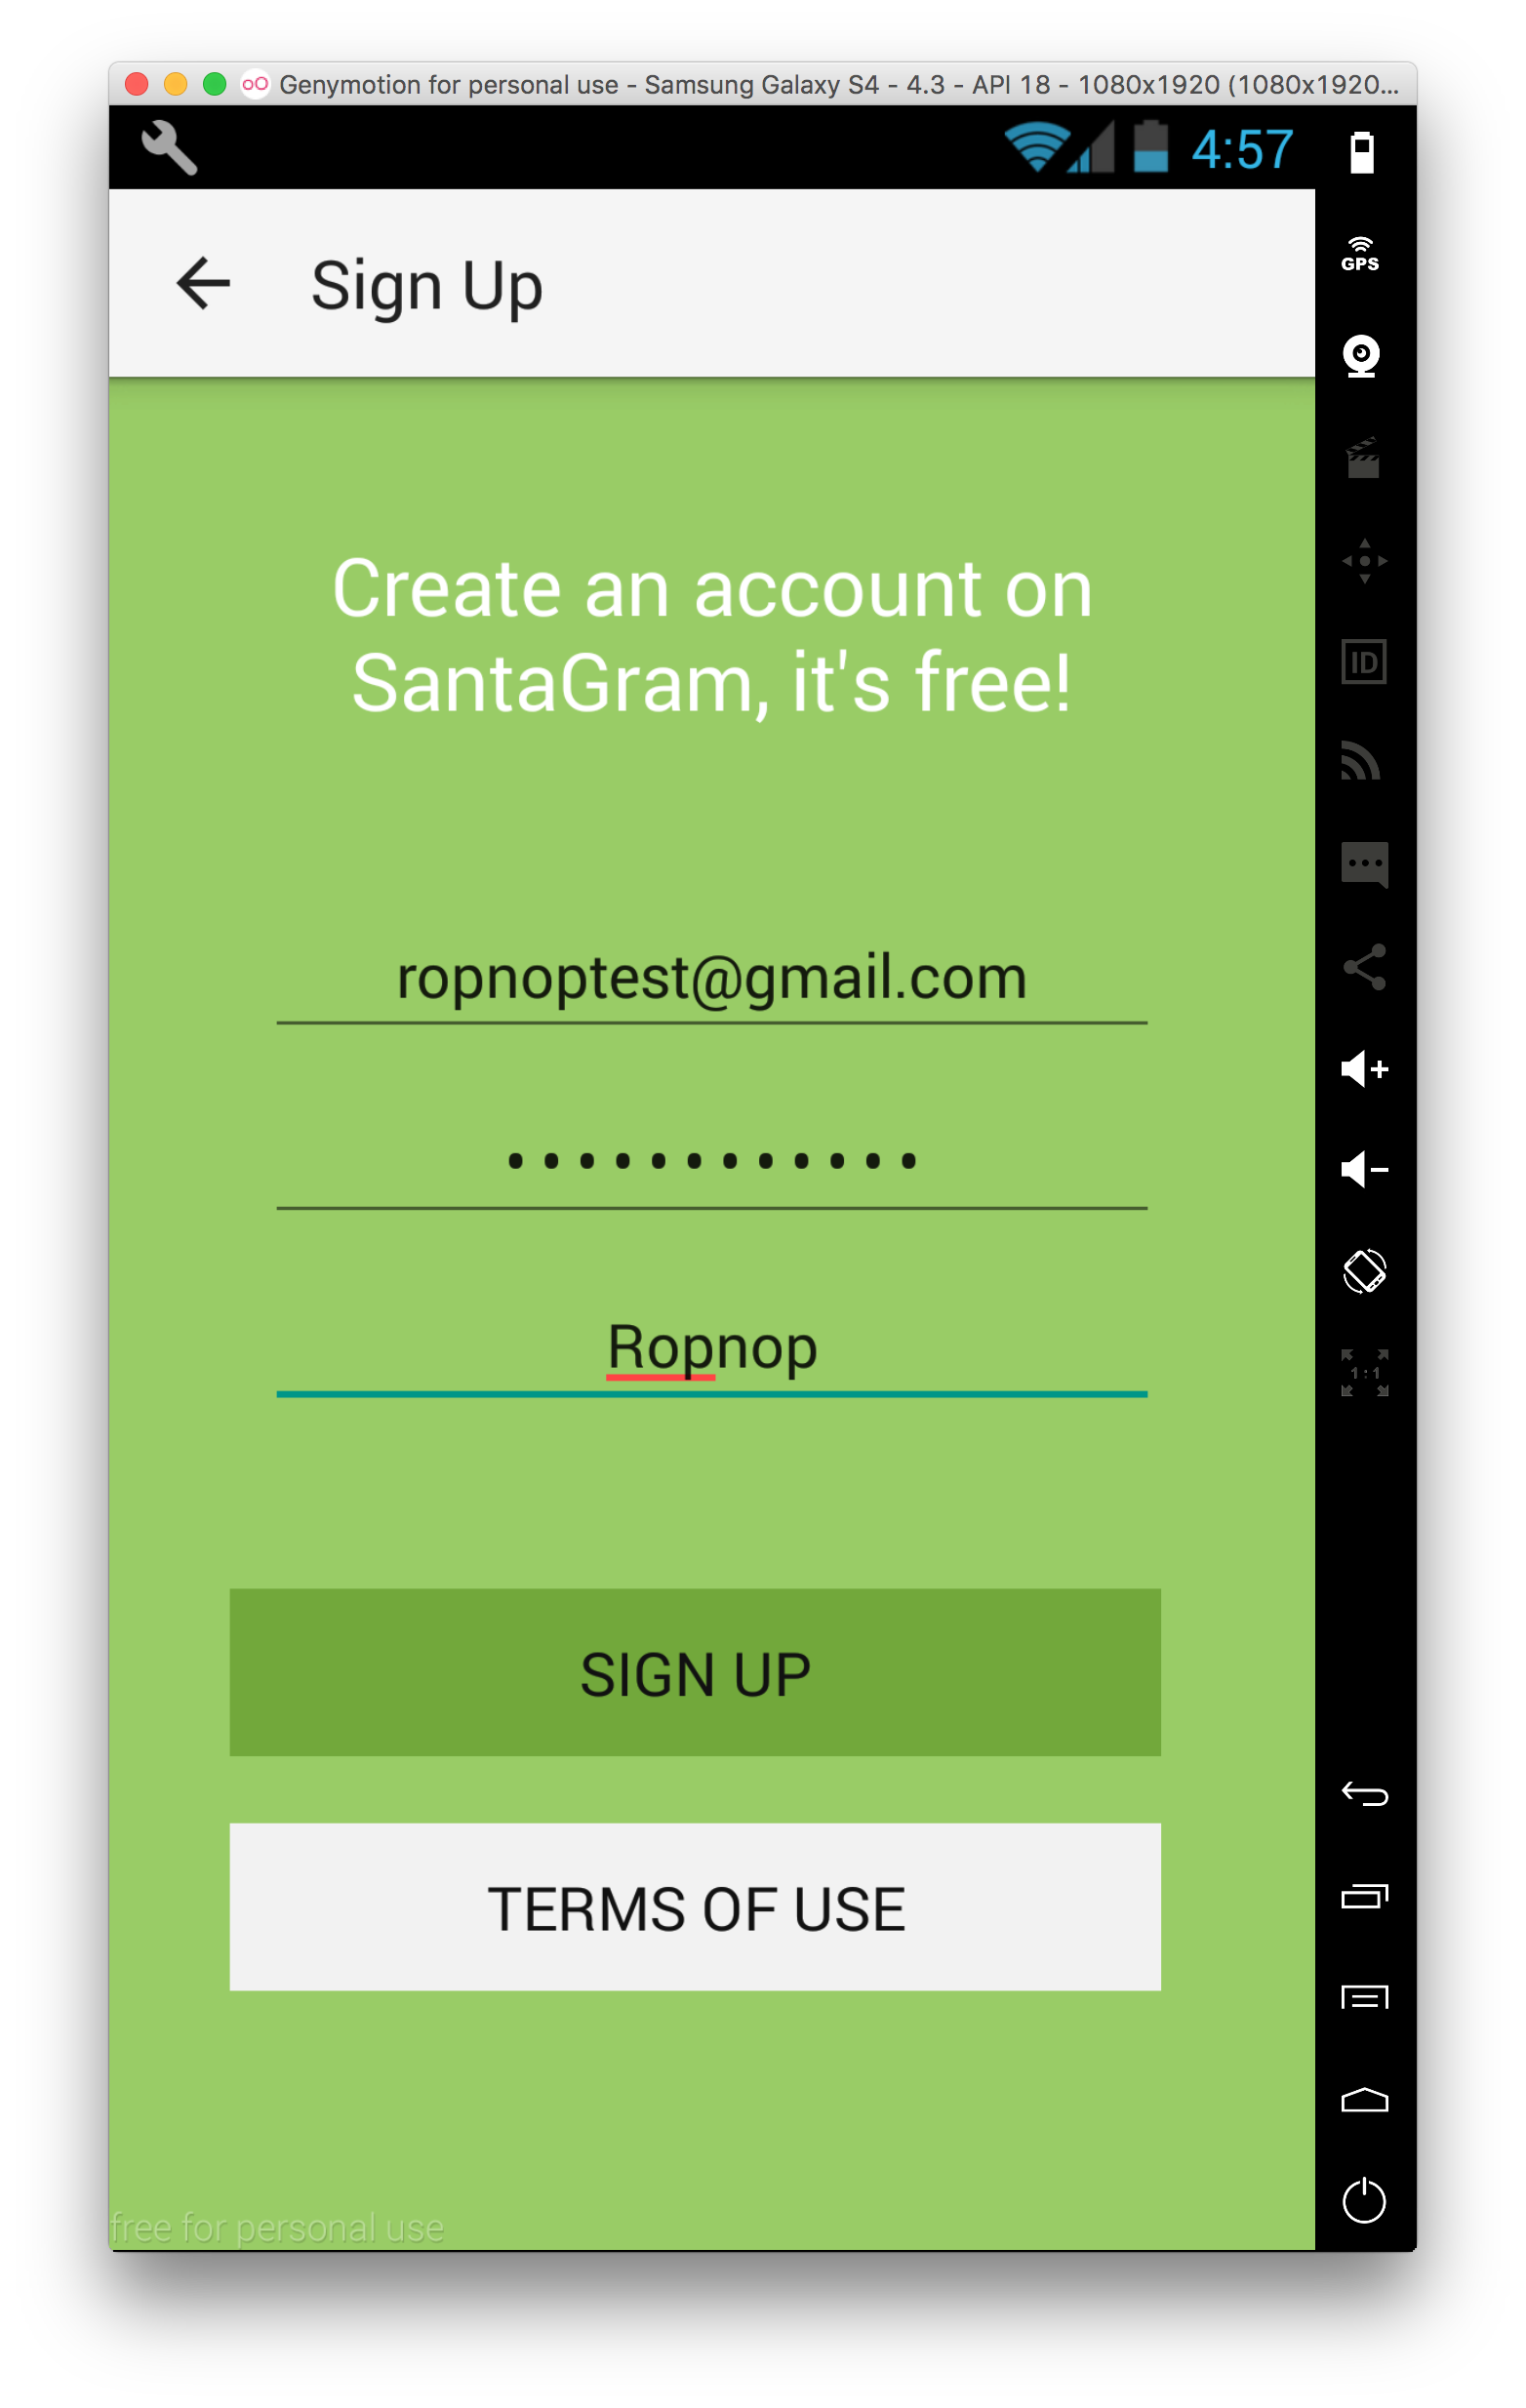 Genymotion for personal use - Samsung Galaxy S4 - 4.3 - API 18 - 1080x1920 (1080x1920...
4:57
GPS
Sign Up
Create an account on
SantaGram, it's free!
ID
ropnoptest@gmail.com
••••••••••••
Ropnop
1:1
SIGN UP
TERMS OF USE
free for personal use